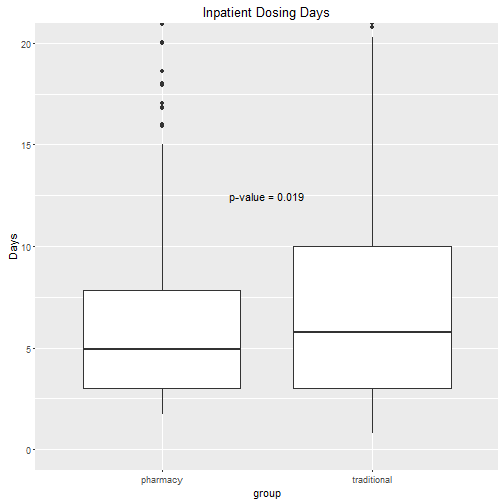 Inpatient Dosing Days
20
15
p-value = 0.019
10
5
0
Days
pharmacy
traditional
group